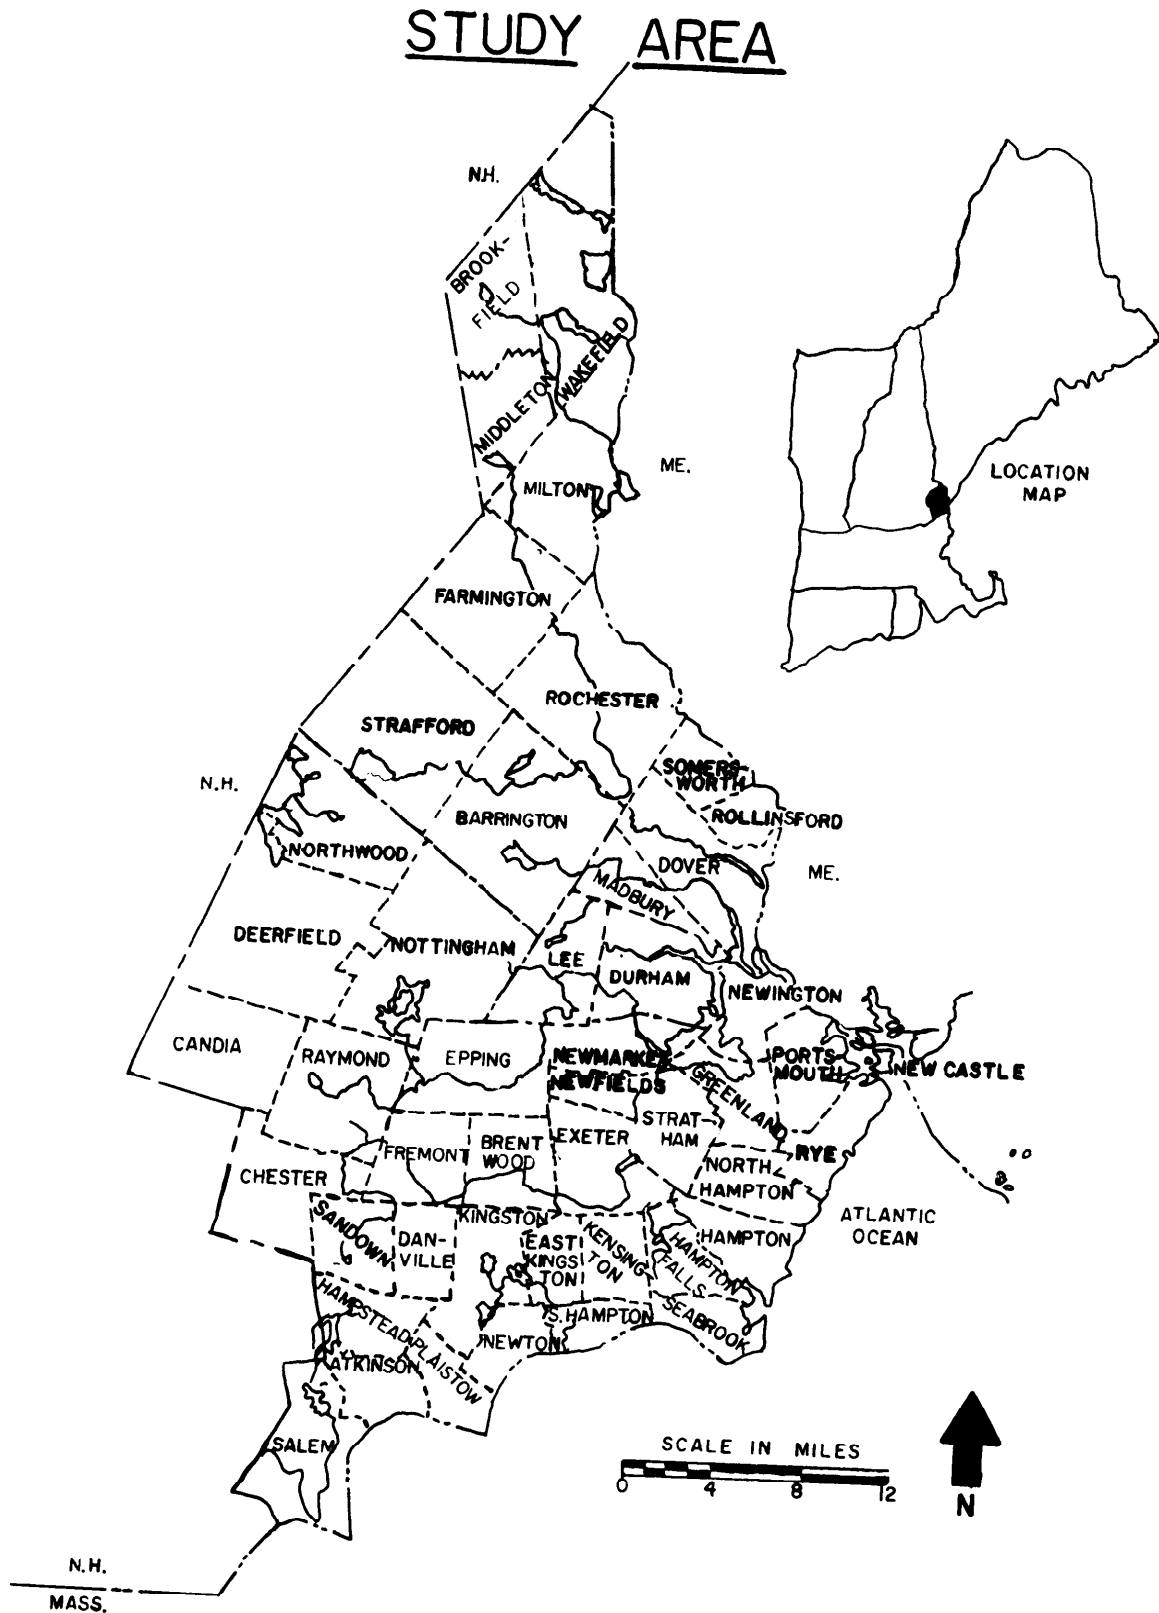 STUDY AREA
N.H.
BROOK-
FIELD
WAKEFIELD
MIDDLETON
ME.
MILTON
LOCATION
MAP
FARMINGTON
ROCHESTER
STRAFFORD
N.H.
SOMERS-
WORTH
BARRINGTON
ROLLINSFORD
NORTHWOOD
DOVER
ME.
MADBURY
DEERFIELD
NOTTINGHAM
LEE
DURHAM
NEWINGTON
CANDIA
RAYMOND
EPPING
NEWMARKET
NEWFIELDS
GREENLAND
PORTS-
MOUTH
NEW CASTLE
STRAT-
HAM
EXETER
BRENT
WOOD
FREMONT
RYE
NORTH
HAMPTON
CHESTER
SANDOWN
DAN-
VILLE
KINGSTON
EAST
KINGS
TON
KENSING-
TON
HAMPTON
FALLS
HAMPTON
ATLANTIC
OCEAN
HAMPSTEAD
PLAISTOW
NEWTON
S. HAMPTON
SEABROOK
ATKINSON
SALEM
SCALE IN MILES
0 4 8 12
N
N.H.
MASS.